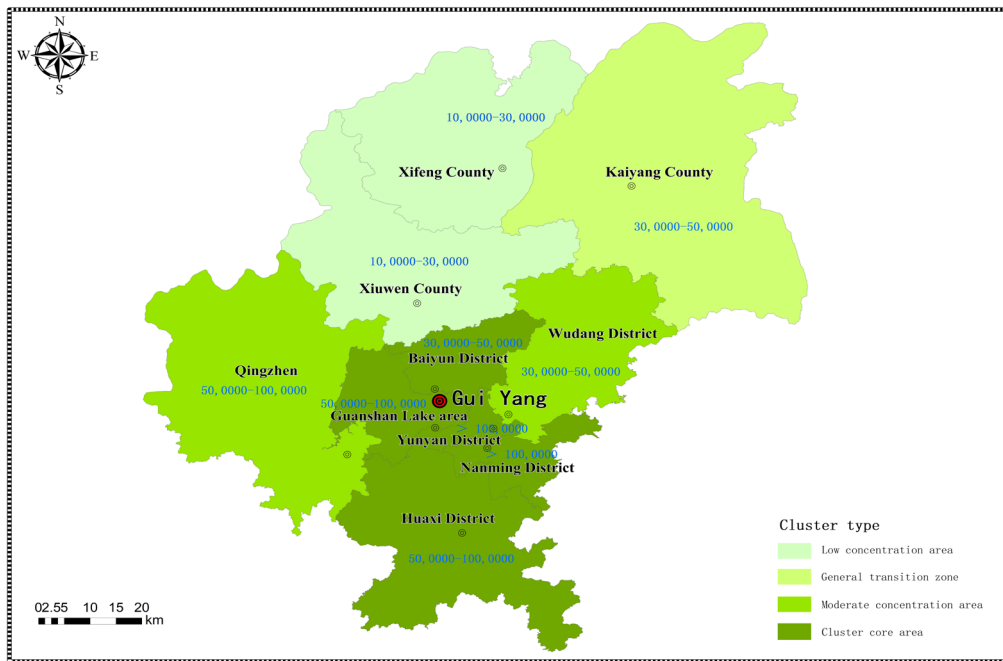 N
W E
S
10,0000-30,0000
Xifeng County
Kaiyang County
30,0000-50,0000
10,0000-30,0000
Xiuwen County
Wudang District
30,0000-50,0000
Baiyun District
Qingzhen
30,0000-50,0000
50,0000-100,0000
50,0000-100,0000
Gui Yang
Guanshan Lake area
> 100,0000
Yunyan District
> 100,0000
Nanming District
Huaxi District
50,0000-100,0000
Cluster type
Low concentration area
General transition zone
Moderate concentration area
Cluster core area
02.55 10 15 20
km